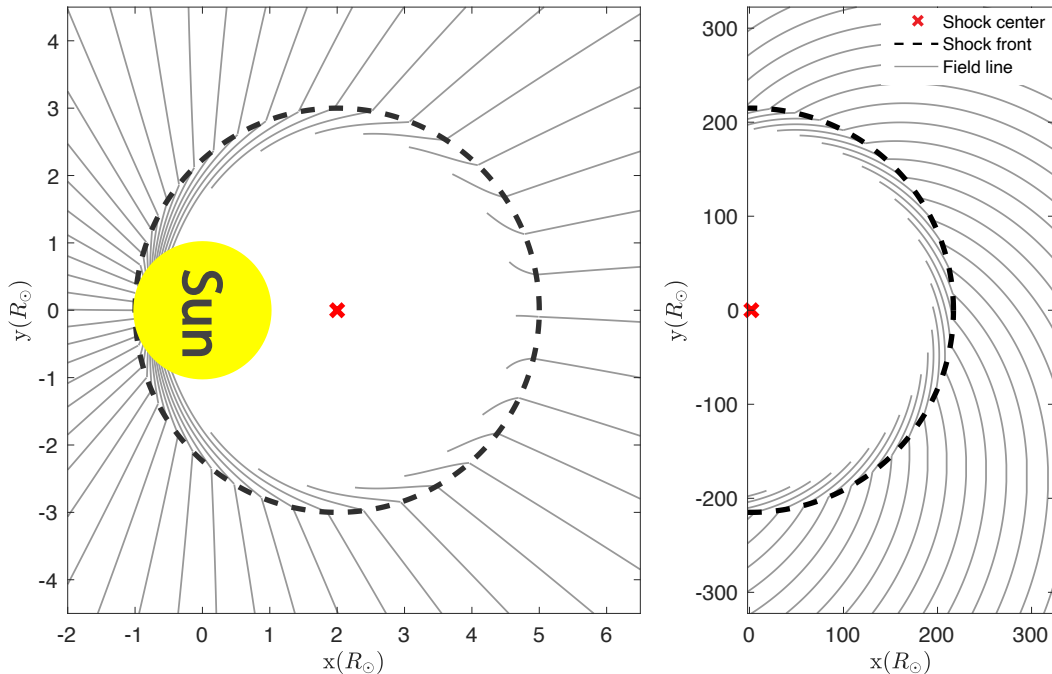 4
3
2
1
0
-1
-2
-3
-4
y(R⊙)
Sun
-2 -1 0 1 2 3 4 5 6
x(R⊙)
300
200
100
0
-100
-200
-300
y(R⊙)
Shock center
Shock front
Field line
0 100 200 300
x(R⊙)